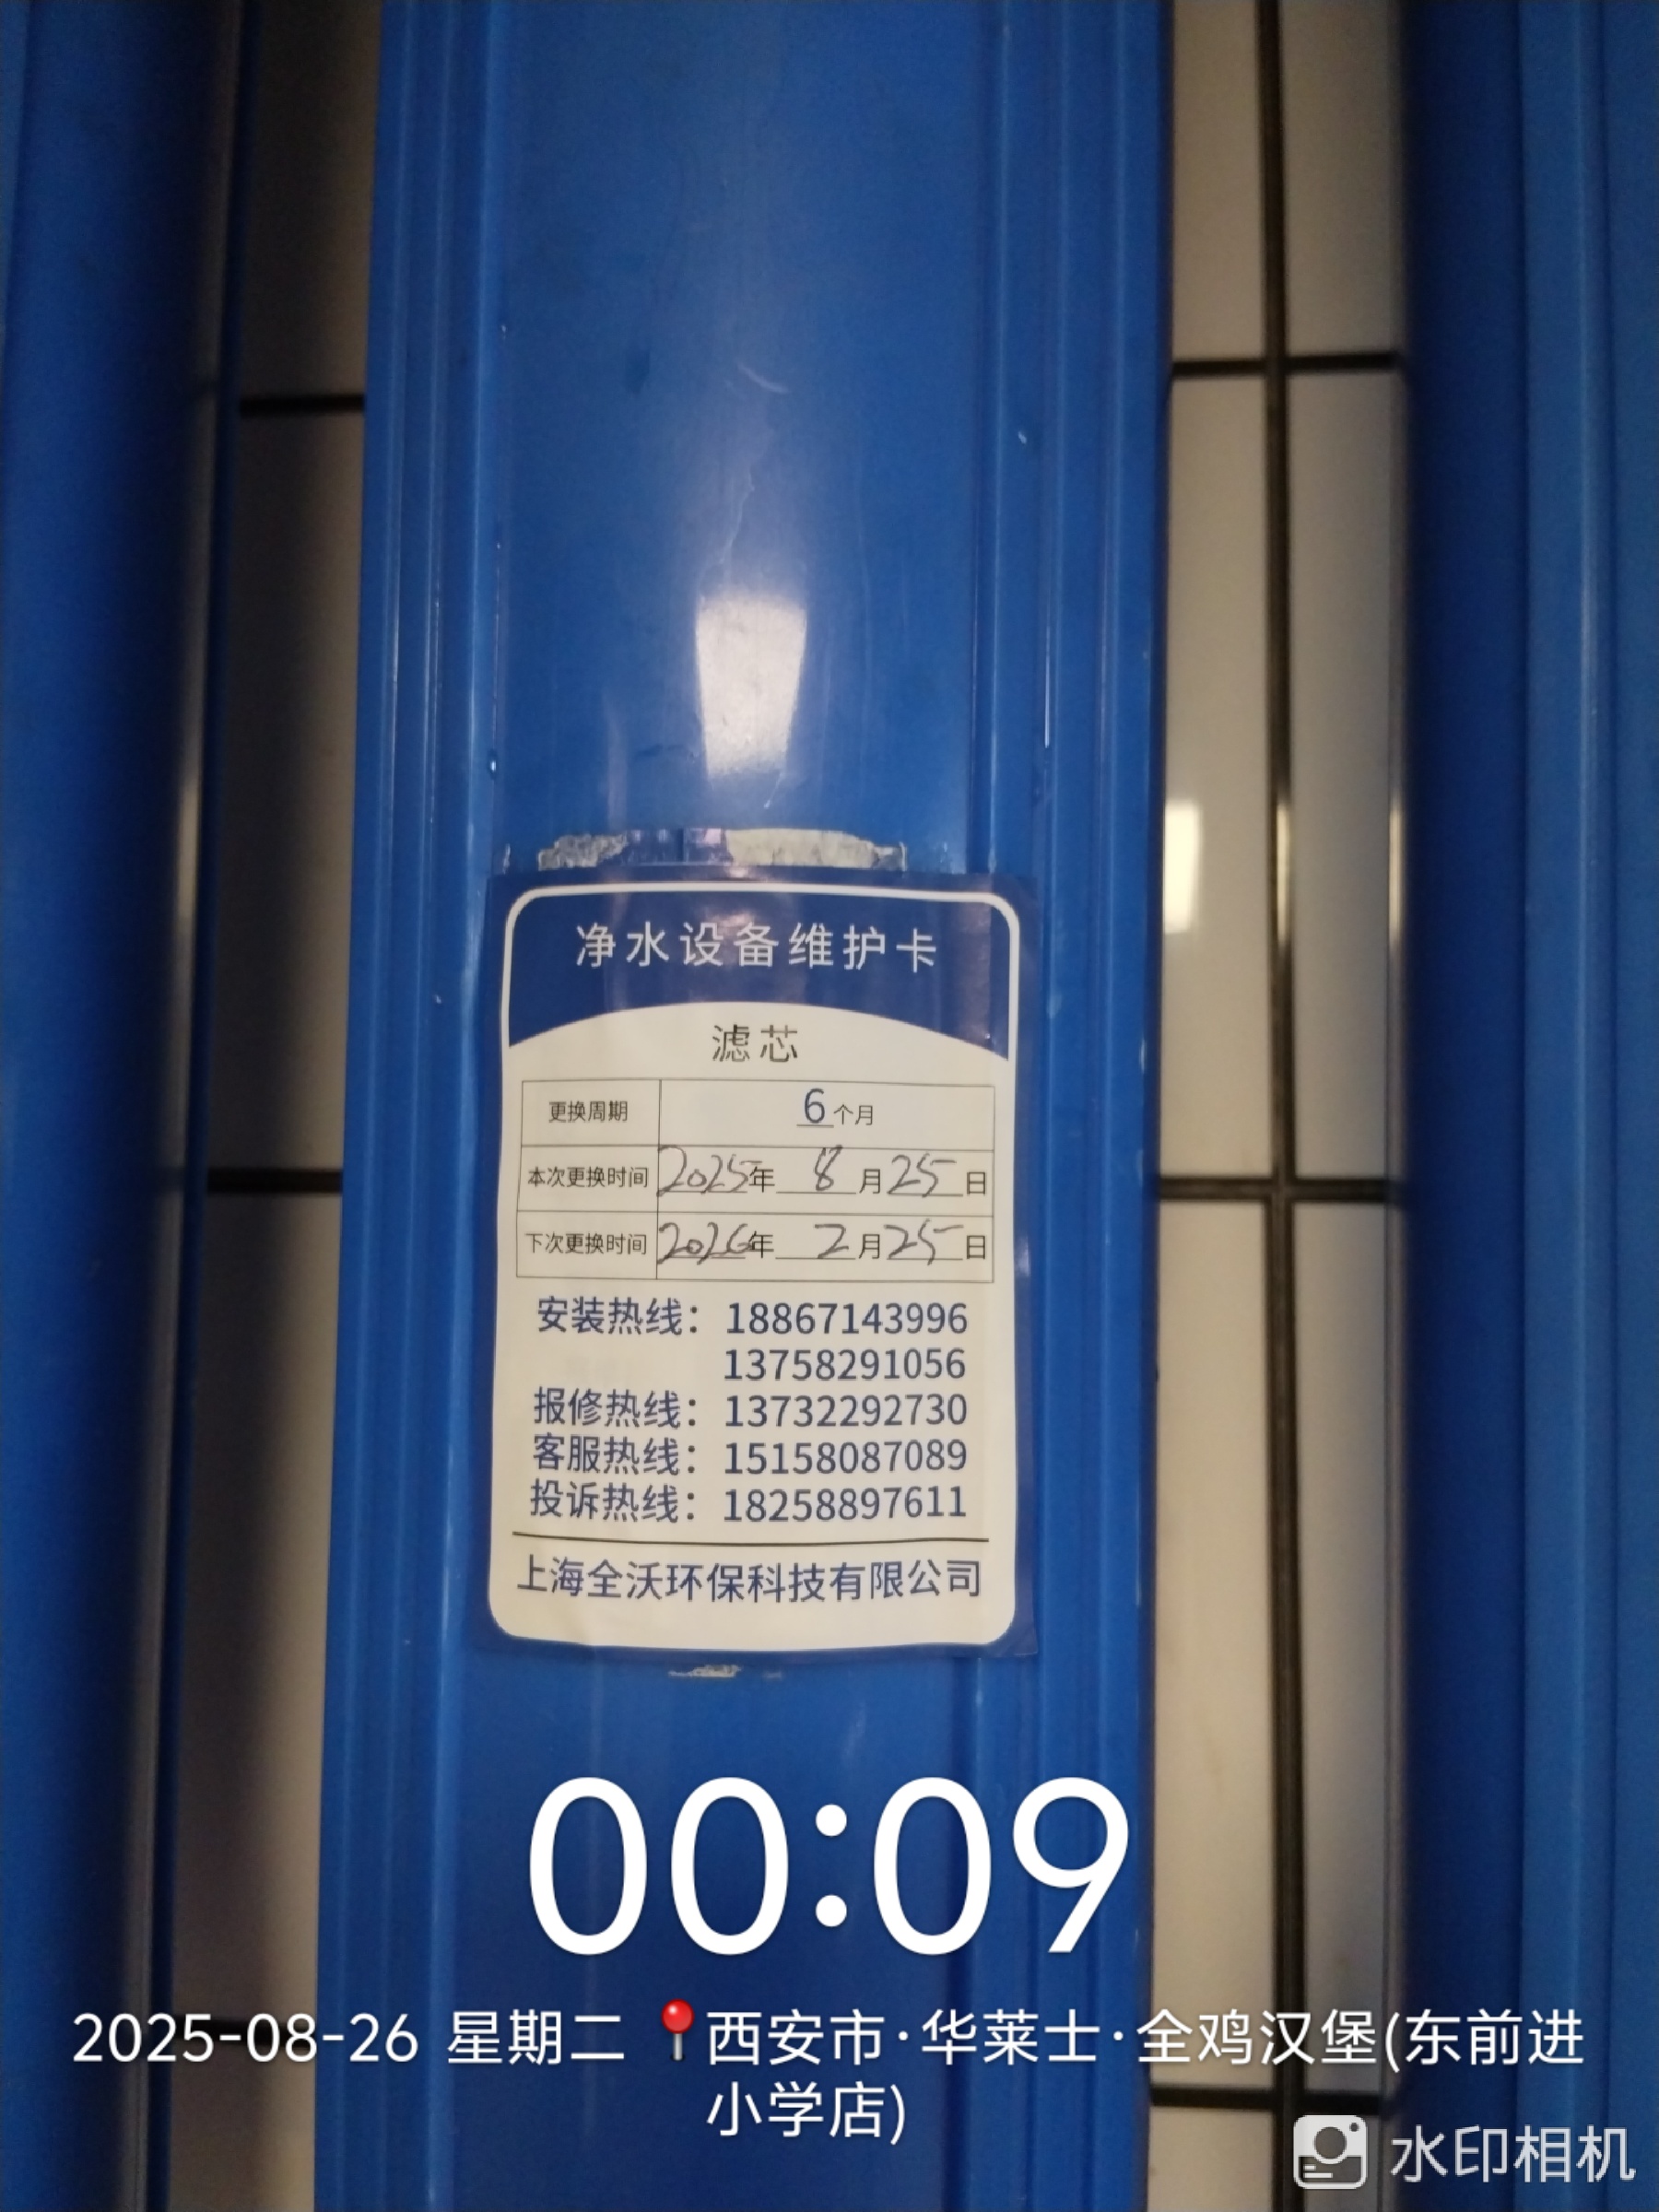 净水设备维护卡
滤芯
更换周期 6个月
本次更换时间 2025年 8月25日
下次更换时间 2026年 2月25日
安装热线：18867143996
13758291056
报修热线：13732292730
客服热线：15158087089
投诉热线：18258897611
上海全沃环保科技有限公司
00:09
2025-08-26 星期二 西安市·华莱士·全鸡汉堡(东前进
小学店)
水印相机